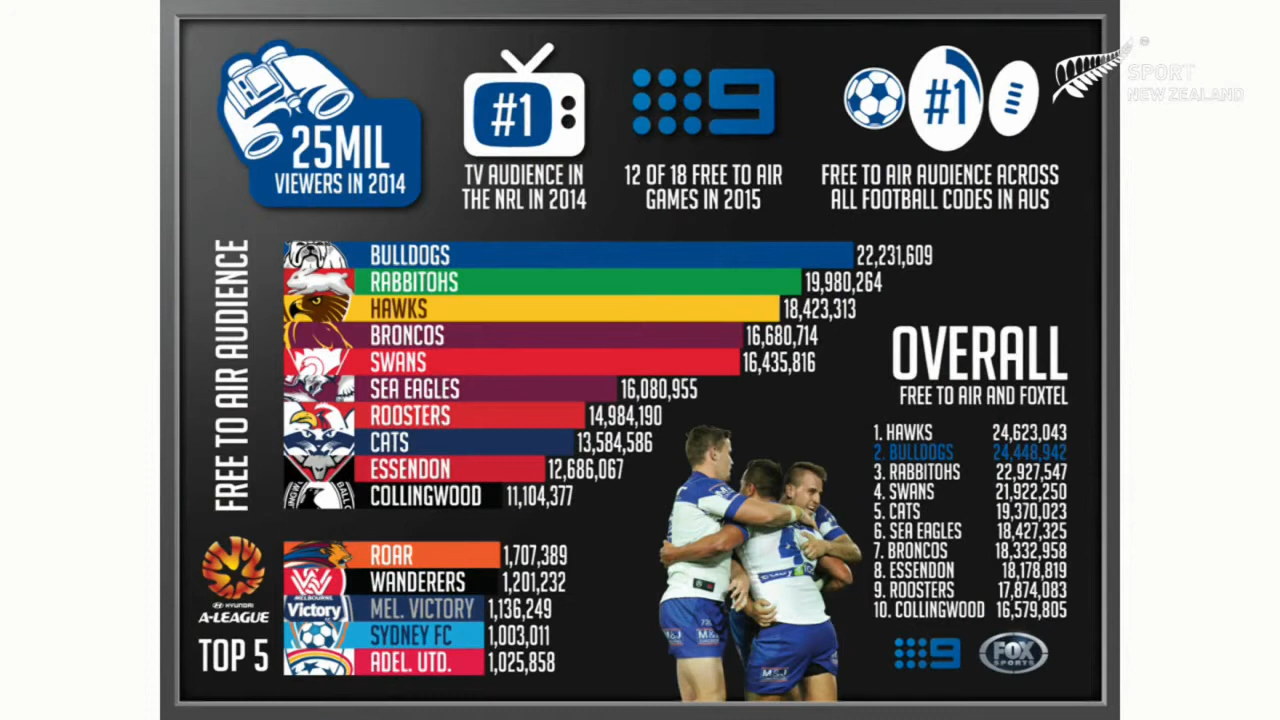 SPORT
NEW ZEALAND
25MIL
VIEWERS IN 2014
#1
TV AUDIENCE IN
THE NRL IN 2014
9
12 OF 18 FREE TO AIR
GAMES IN 2015
#1
FREE TO AIR AUDIENCE ACROSS
ALL FOOTBALL CODES IN AUS
FREE TO AIR AUDIENCE
BULLDOGS 22,231,609
RABBITOHS 19,980,264
HAWKS 18,423,313
BRONCOS 16,680,714
SWANS 16,435,816
SEA EAGLES 16,080,955
ROOSTERS 14,984,190
CATS 13,584,586
ESSENDON 12,686,067
COLLINGWOOD 11,104,377
OVERALL
FREE TO AIR AND FOXTEL
1. HAWKS 24,623,043
2. BULLDOGS 24,448,942
3. RABBITOHS 22,927,547
4. SWANS 21,922,250
5. CATS 19,370,023
6. SEA EAGLES 18,427,325
7. BRONCOS 18,332,958
8. ESSENDON 18,178,819
9. ROOSTERS 17,874,083
10. COLLINGWOOD 16,579,805
HYUNDAI
A-LEAGUE
TOP 5
ROAR 1,707,389
WANDERERS 1,201,232
MELBOURNE
Victory
MEL. VICTORY 1,136,249
SYDNEY FC 1,003,011
ADEL. UTD. 1,025,858
4
M&J
M&J
M&J
9
FOX
SPORTS